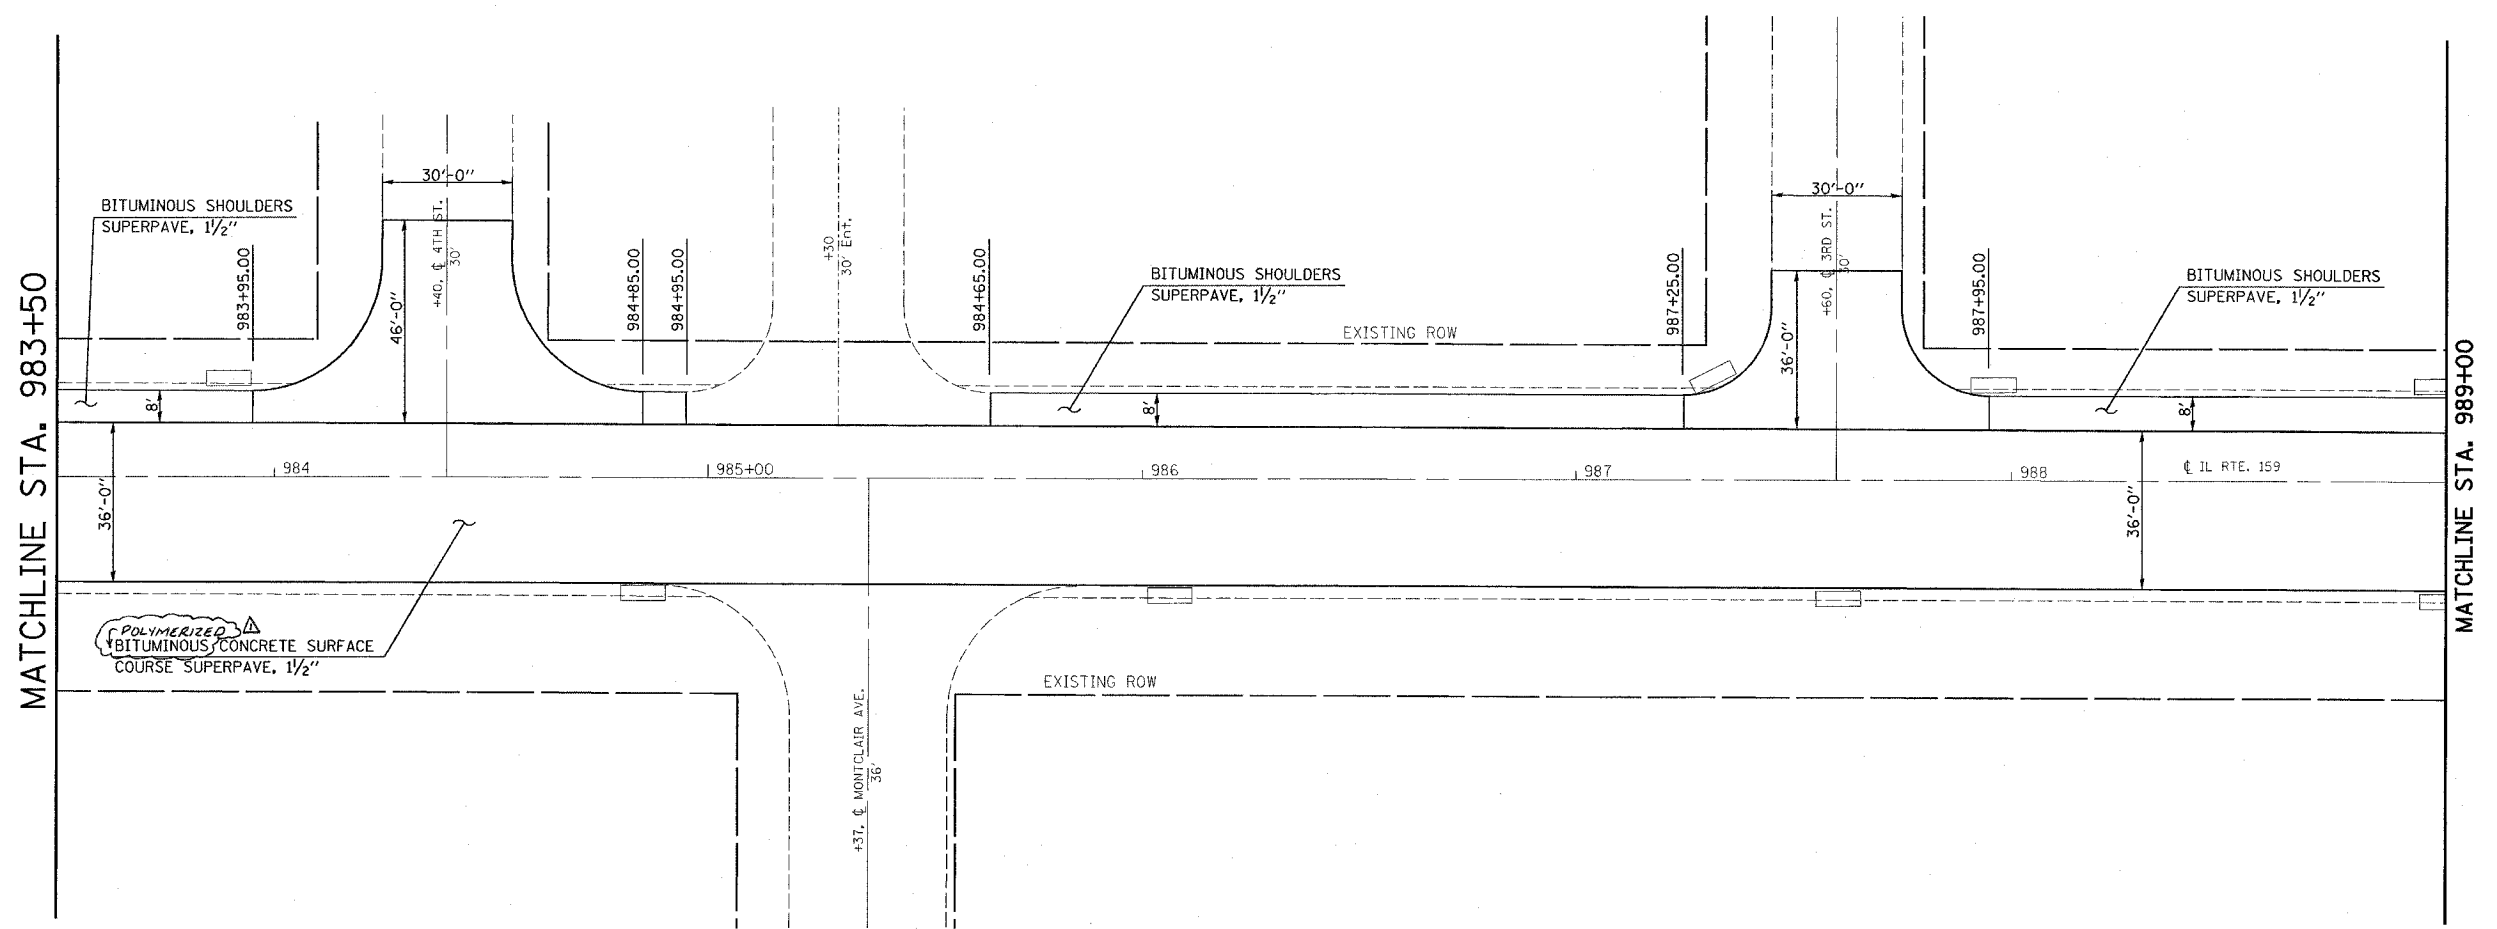 MATCHLINE STA. 983+50
BITUMINOUS SHOULDERS
SUPERPAVE, 1½"
983+95.00
8'
36'-0"
30'-0"
46'-0"
+40, ℄ 4TH ST.
30'
984+85.00
984+95.00
+30
30' Ent.
984+65.00
BITUMINOUS SHOULDERS
SUPERPAVE, 1½"
8'
EXISTING ROW
987+25.00
30'-0"
36'-0"
+60, ℄ 3RD ST.
30'
987+95.00
BITUMINOUS SHOULDERS
SUPERPAVE, 1½"
8'
984
985+00
986
987
988
℄ IL RTE. 159
36'-0"
POLYMERIZED
1
BITUMINOUS CONCRETE SURFACE
COURSE SUPERPAVE, 1½"
+37, ℄ MONTCLAIR AVE.
36'
EXISTING ROW
MATCHLINE STA. 989+00